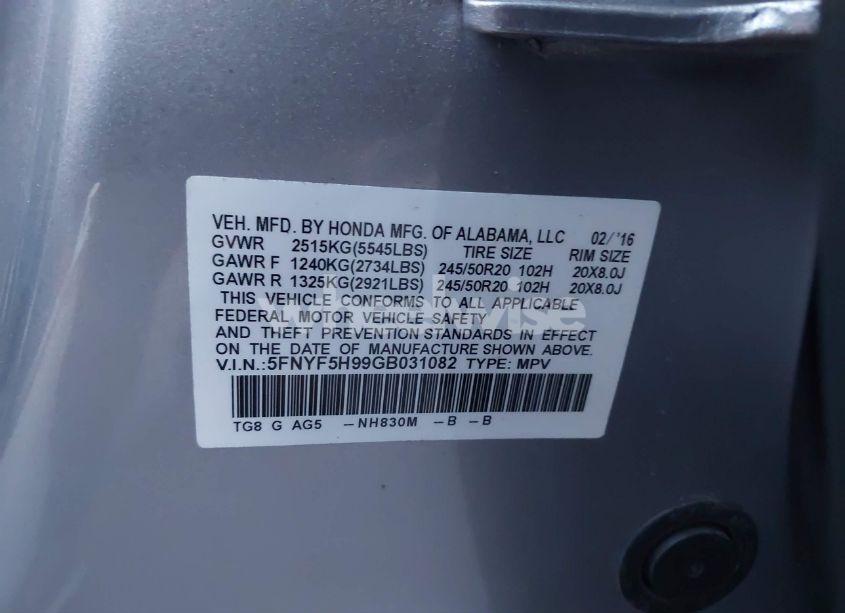 VEH. MFD. BY HONDA MFG. OF ALABAMA, LLC 02/ '16
GVWR 2515KG(5545LBS) TIRE SIZE RIM SIZE
GAWR F 1240KG(2734LBS) 245/50R20 102H 20X8.0J
GAWR R 1325KG(2921LBS) 245/50R20 102H 20X8.0J
THIS VEHICLE CONFORMS TO ALL APPLICABLE
FEDERAL MOTOR VEHICLE SAFETY
AND THEFT PREVENTION STANDARDS IN EFFECT
ON THE DATE OF MANUFACTURE SHOWN ABOVE.
V.I.N.:5FNYF5H99GB031082 TYPE: MPV
TG8 G AG5 --NH830M --B --B
wheelwise